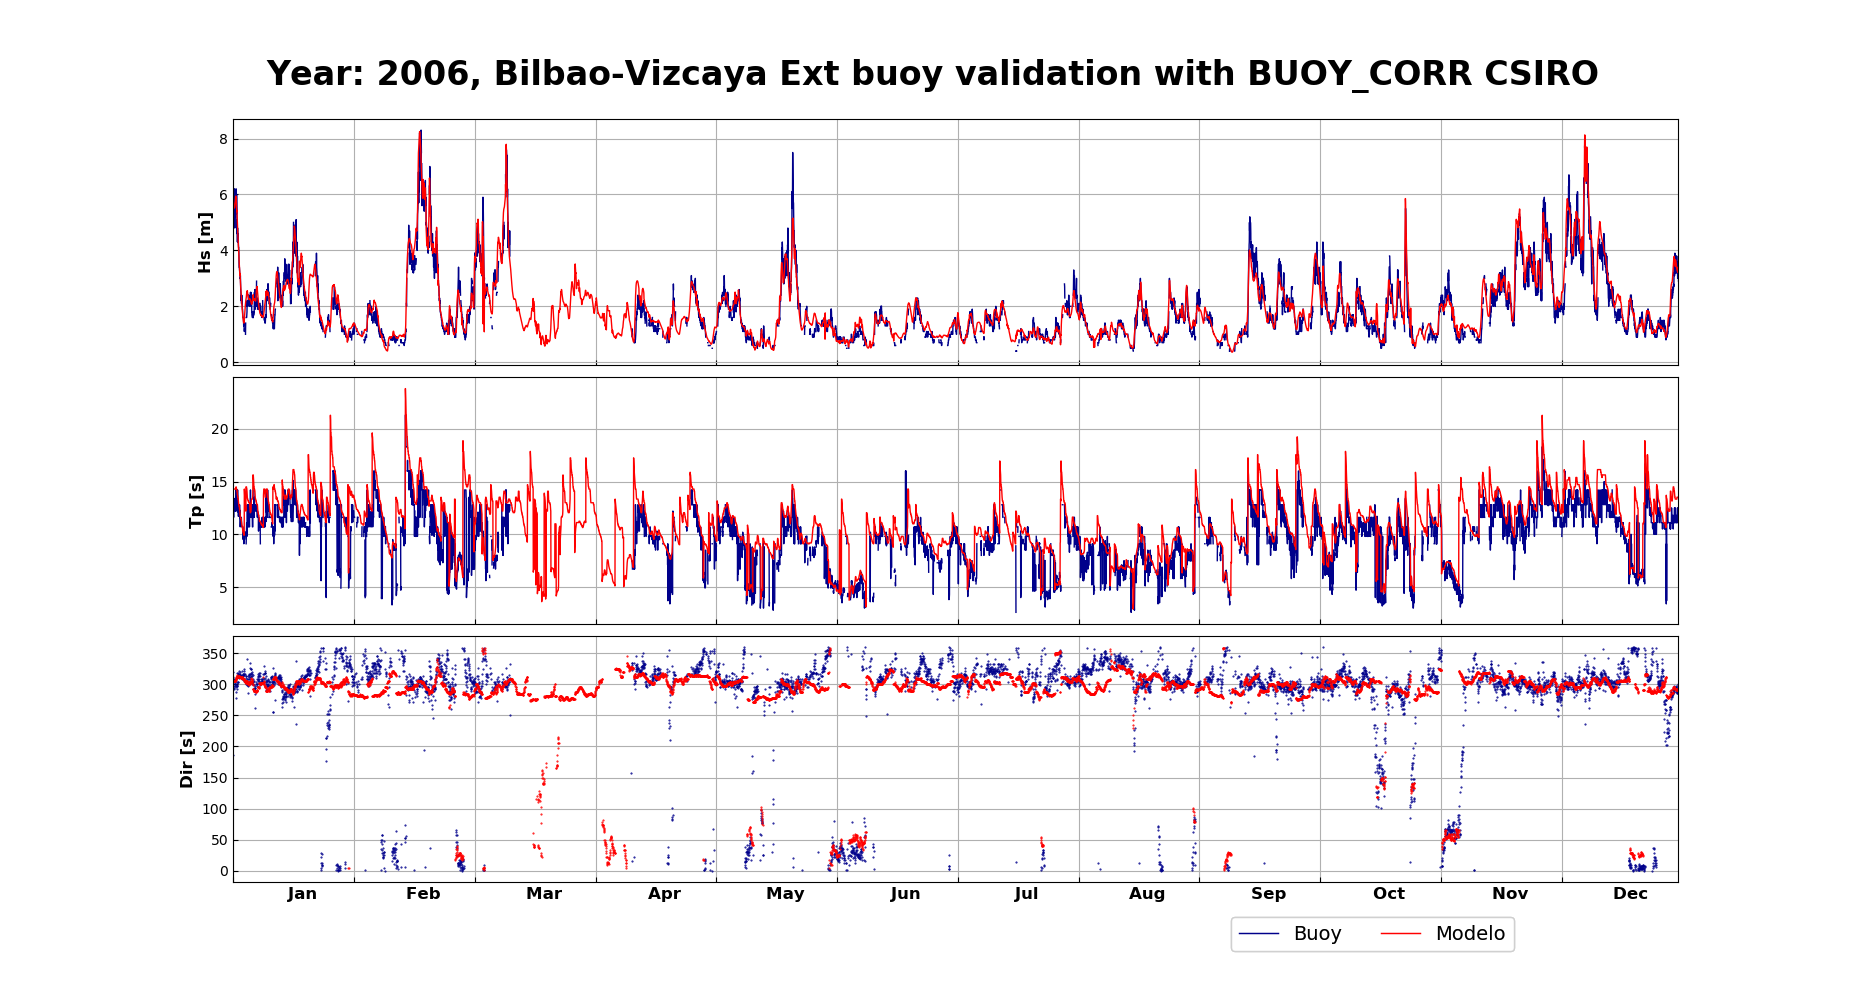 Year: 2006, Bilbao-Vizcaya Ext buoy validation with BUOY_CORR CSIRO
Hs [m]
8
6
4
2
0
Tp [s]
20
15
10
5
Dir [s]
350
300
250
200
150
100
50
0
Jan Feb Mar Apr May Jun Jul Aug Sep Oct Nov Dec
Buoy Modelo